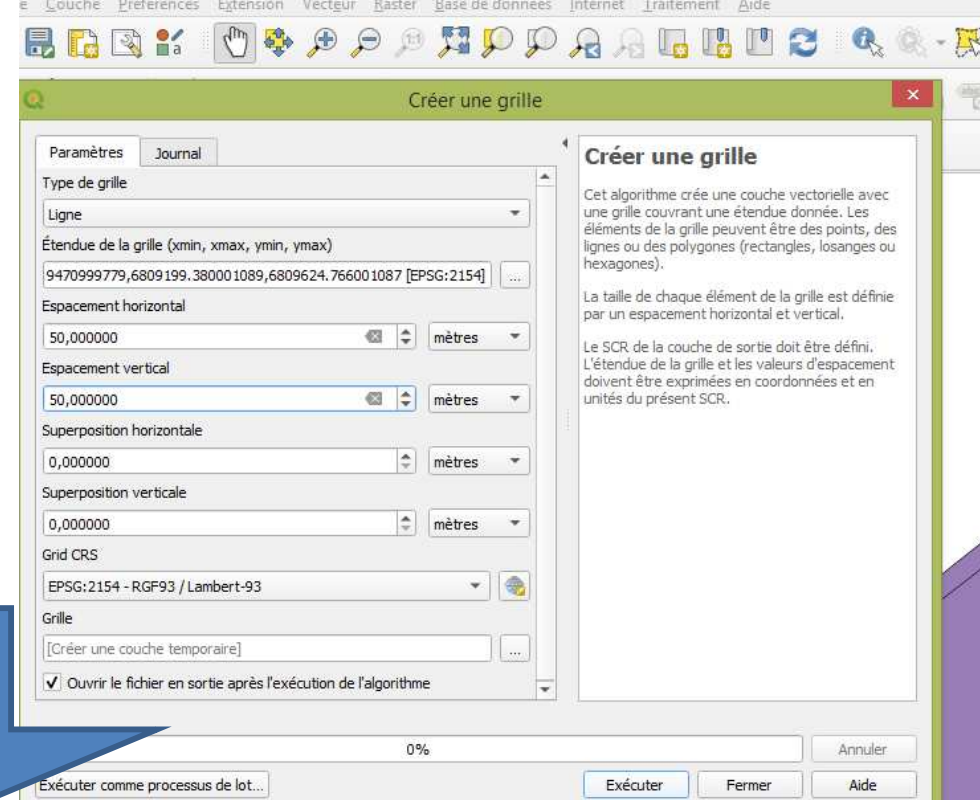 Couche Préférences Extension Vecteur Raster Base de données Internet Traitement Aide
Créer une grille
Paramètres Journal
Type de grille
Ligne
Étendue de la grille (xmin, xmax, ymin, ymax)
9470999779,6809199.380001089,6809624.766001087 [EPSG:2154] ...
Espacement horizontal
50,000000 mètres
Espacement vertical
50,000000 mètres
Superposition horizontale
0,000000 mètres
Superposition verticale
0,000000 mètres
Grid CRS
EPSG:2154 - RGF93 / Lambert-93
Grille
[Créer une couche temporaire] ...
Ouvrir le fichier en sortie après l'exécution de l'algorithme
Créer une grille
Cet algorithme crée une couche vectorielle avec
une grille couvrant une étendue donnée. Les
éléments de la grille peuvent être des points, des
lignes ou des polygones (rectangles, losanges ou
hexagones).
La taille de chaque élément de la grille est définie
par un espacement horizontal et vertical.
Le SCR de la couche de sortie doit être défini.
L'étendue de la grille et les valeurs d'espacement
doivent être exprimées en coordonnées et en
unités du présent SCR.
0% Annuler
Exécuter comme processus de lot... Exécuter Fermer Aide